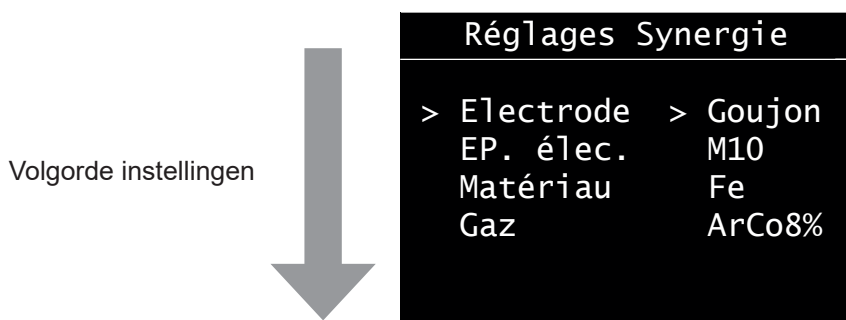 Volgorde instellingen
Réglages Synergie
> Electrode > Goujon
EP. élec. M10
Matériau Fe
Gaz ArCo8%